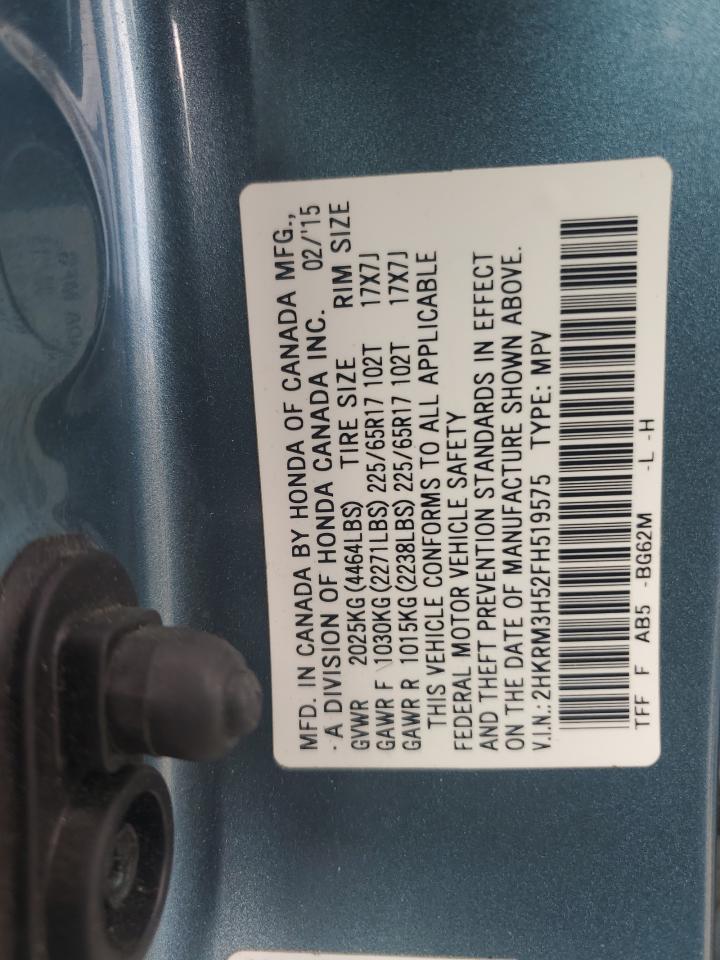 MFD. IN CANADA BY HONDA OF CANADA MFG.,
A DIVISION OF HONDA CANADA INC. 02/'15
GVWR 2025KG (4464LBS) TIRE SIZE RIM SIZE
GAWR F 1030KG (2271LBS) 225/65R17 102T 17X7J
GAWR R 1015KG (2238LBS) 225/65R17 102T 17X7J
THIS VEHICLE CONFORMS TO ALL APPLICABLE
FEDERAL MOTOR VEHICLE SAFETY
AND THEFT PREVENTION STANDARDS IN EFFECT
ON THE DATE OF MANUFACTURE SHOWN ABOVE.
V.I.N.: 2HKRM3H52FH519575 TYPE: MPV
TFF F AB5 -BG62M -L -H